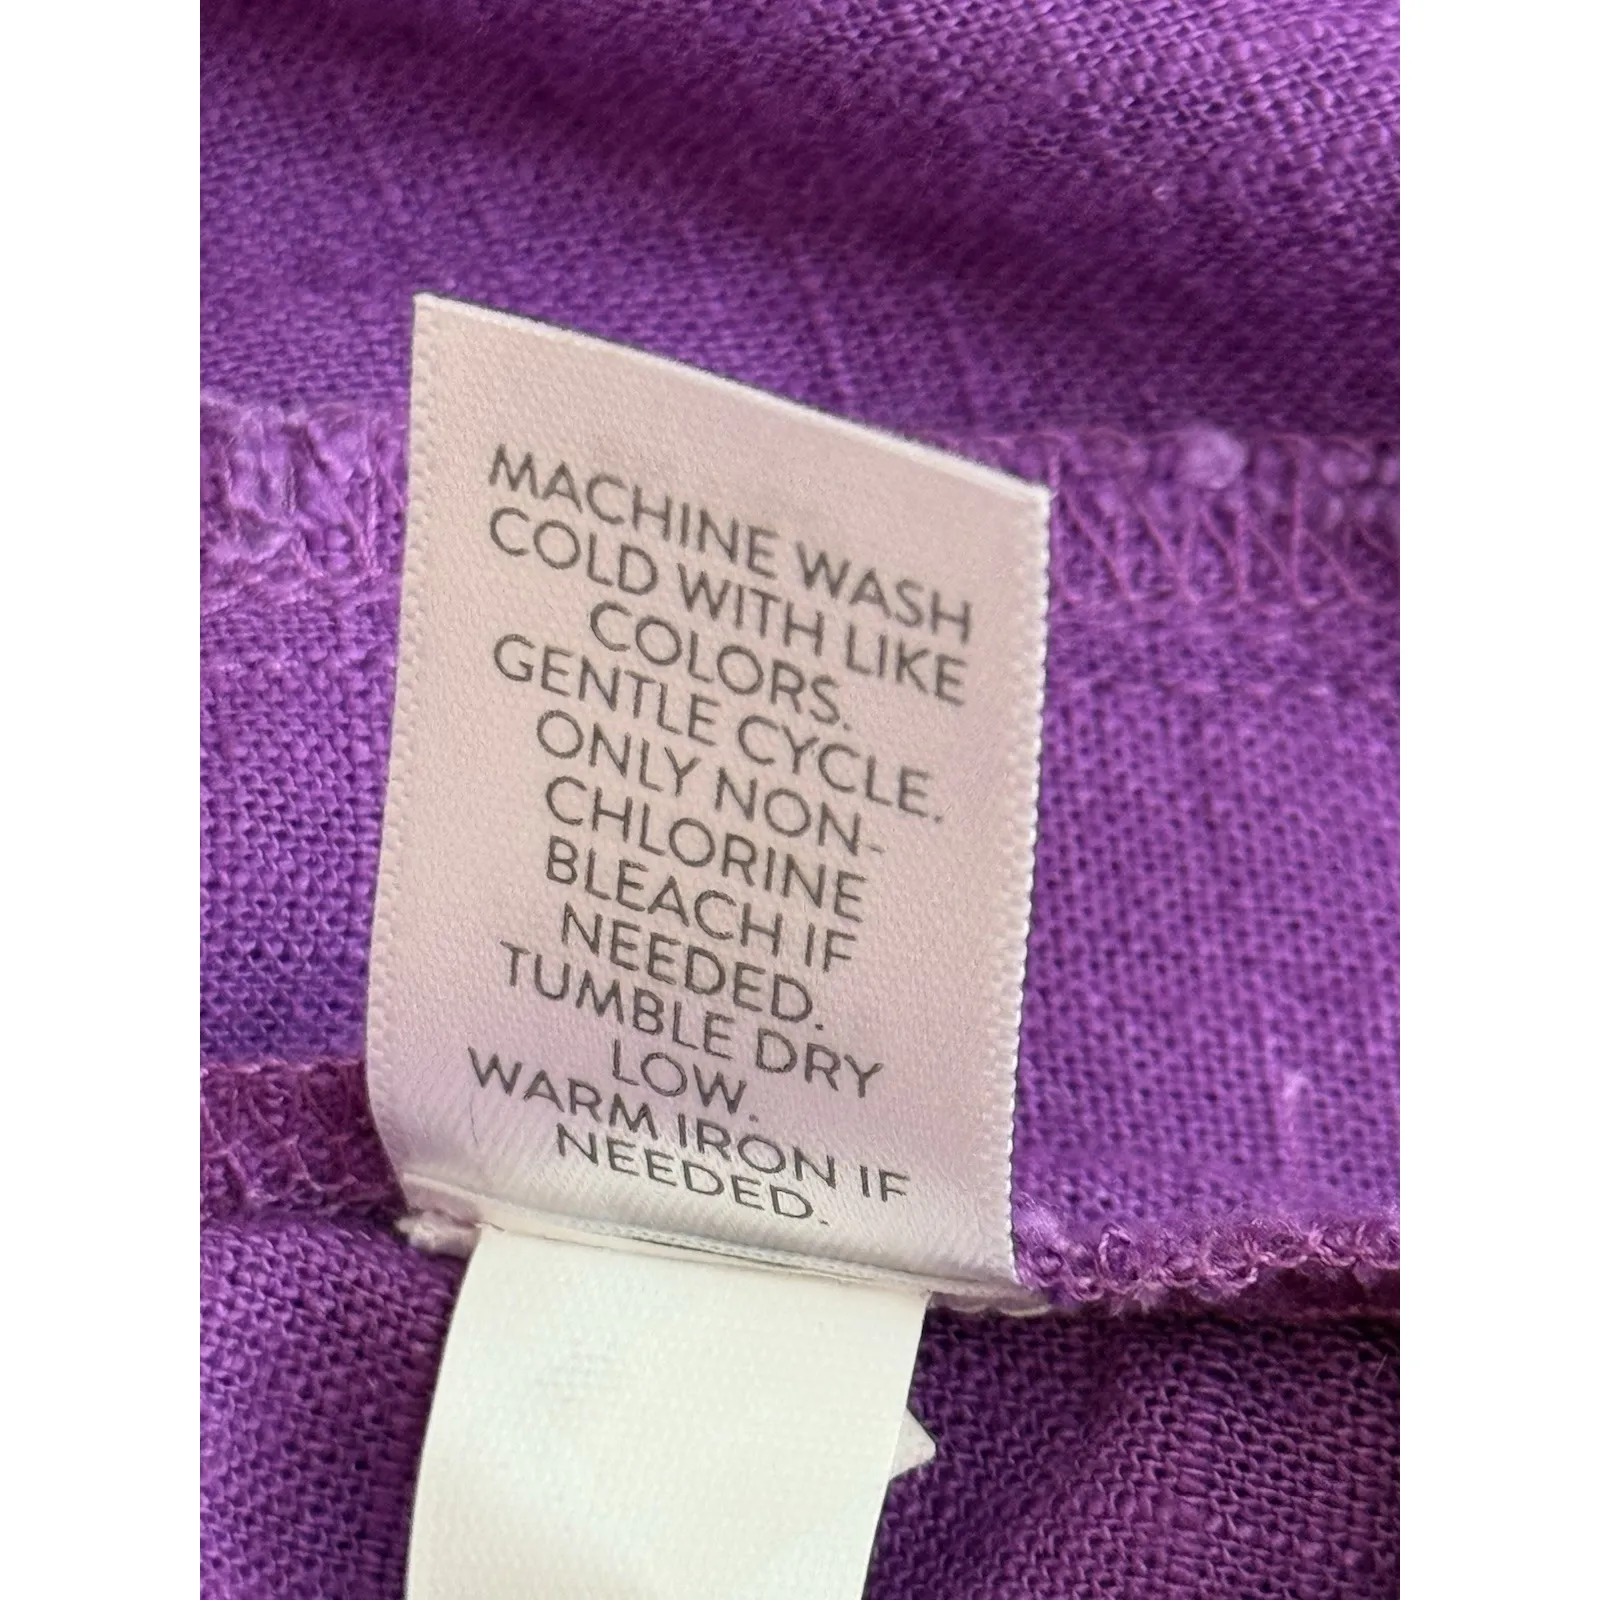 MACHINE WASH
COLD WITH LIKE
COLORS.
GENTLE CYCLE.
ONLY NON-
CHLORINE
BLEACH IF
NEEDED.
TUMBLE DRY
LOW.
WARM IRON IF
NEEDED.